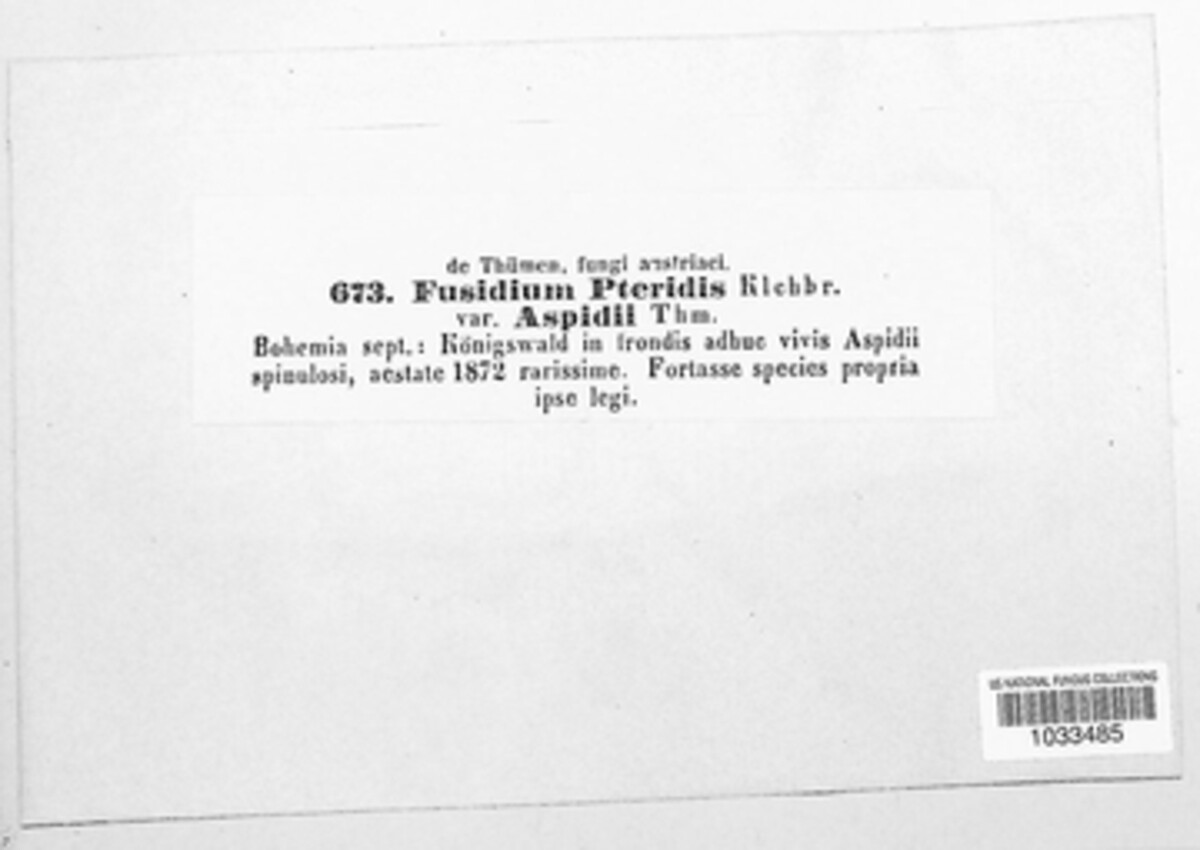 de Thümen, fungi austriaci.
673. Fusidium Pteridis Klchbr.
var. Aspidii Thm.
Bohemia sept.: Königswald in frondis adhuc vivis Aspidii
spinulosi, aestate 1872 rarissime. Fortasse species propria
ipse legi.
US NATIONAL FUNGUS COLLECTIONS
1033485